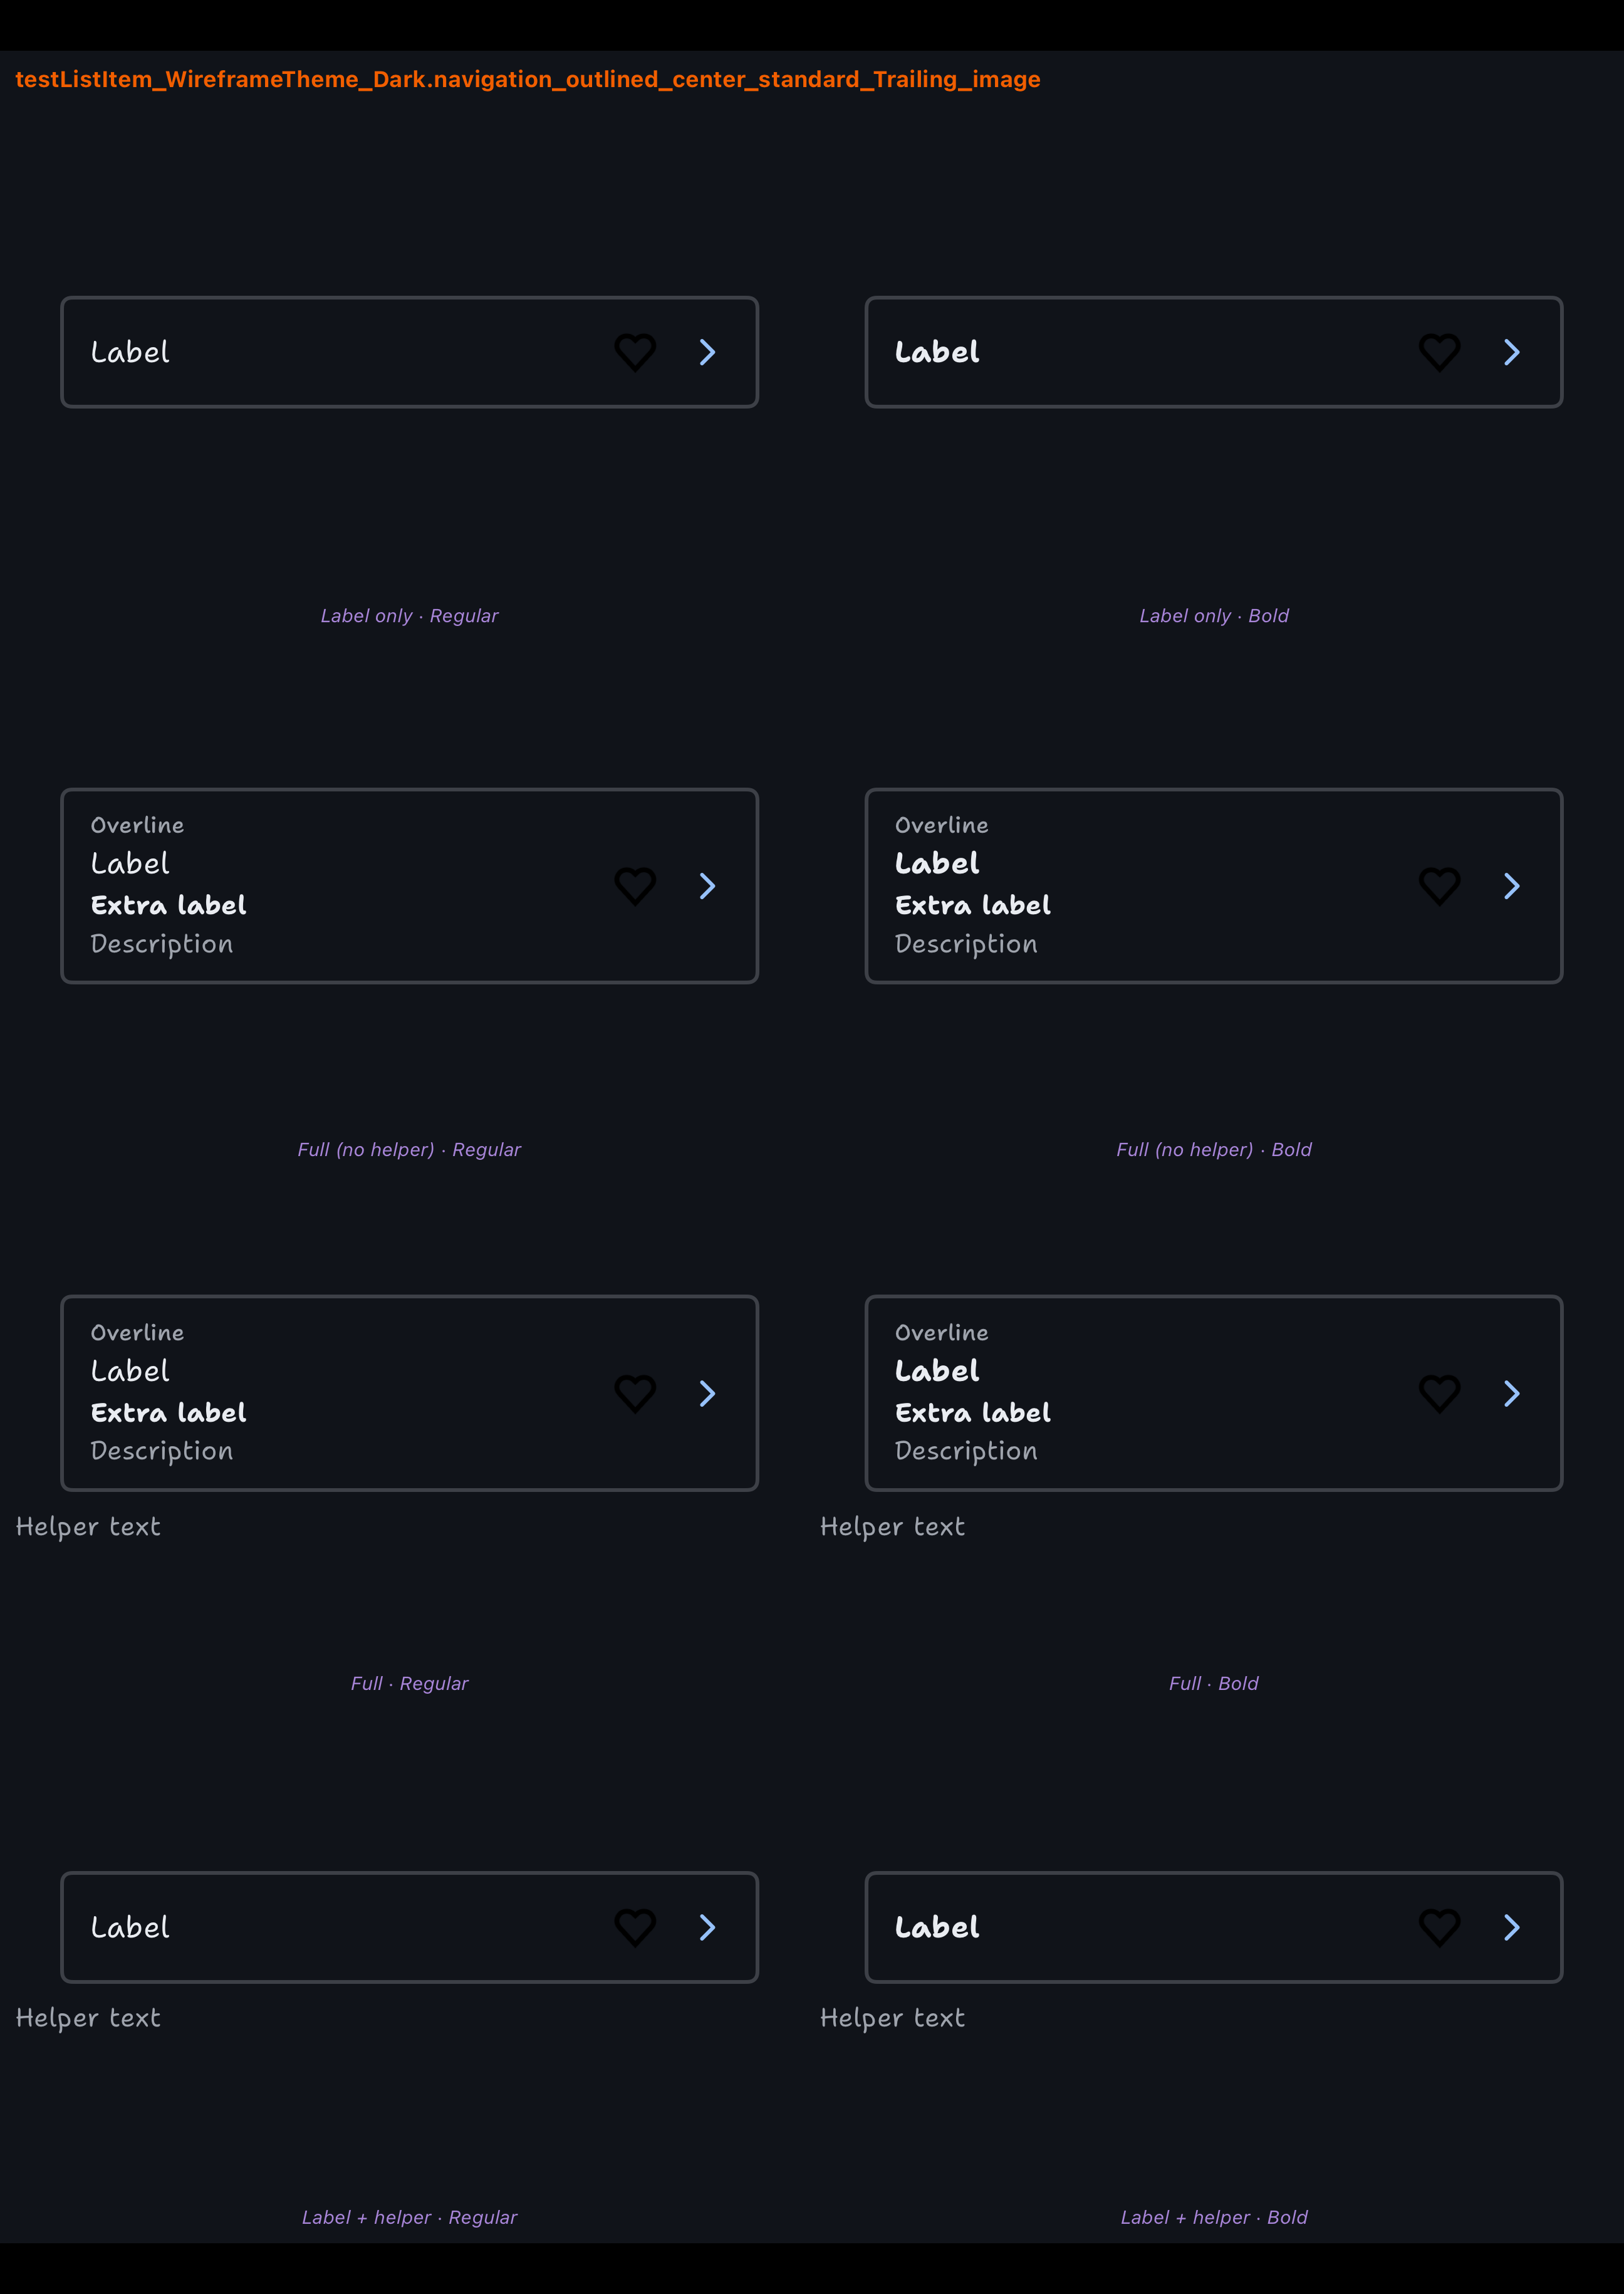 testListItem_WireframeTheme_Dark.navigation_outlined_center_standard_Trailing_image
Label
Label
Label only · Regular
Label only · Bold
Overline
Label
Extra label
Description
Overline
Label
Extra label
Description
Full (no helper) · Regular
Full (no helper) · Bold
Overline
Label
Extra label
Description
Helper text
Overline
Label
Extra label
Description
Helper text
Full · Regular
Full · Bold
Label
Helper text
Label
Helper text
Label + helper · Regular
Label + helper · Bold